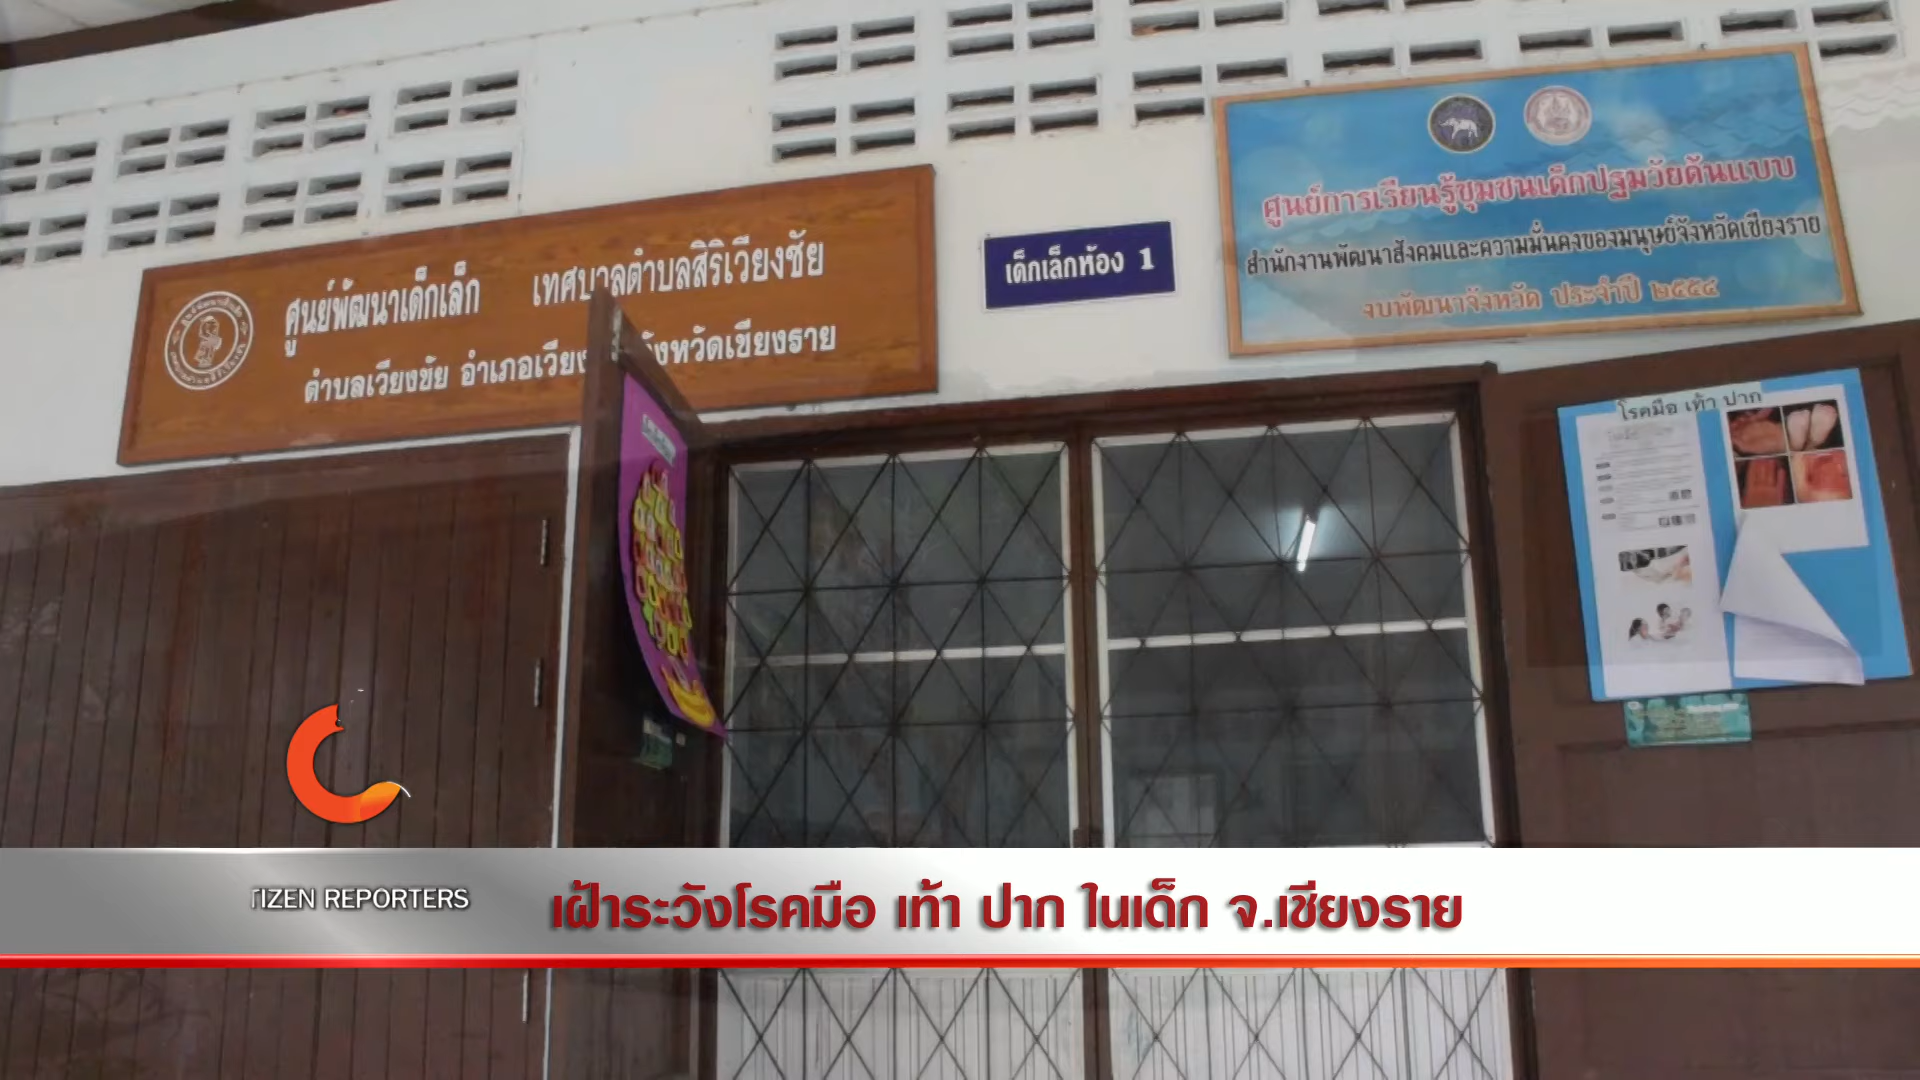 ศูนย์พัฒนาเด็กเล็ก เทศบาลตำบลสิริเวียงชัย
ตำบลเวียงชัย อำเภอเวียง จังหวัดเชียงราย
เด็กเล็กห้อง 1
ศูนย์การเรียนรู้ชุมชนเด็กปฐมวัยต้นแบบ
สำนักงานพัฒนาสังคมและความมั่นคงของมนุษย์จังหวัดเชียงราย
งบพัฒนาจังหวัด ประจำปี ๒๕๕๕
โรคมือ เท้า ปาก
TIZEN REPORTERS
เฝ้าระวังโรคมือ เท้า ปาก ในเด็ก จ.เชียงราย